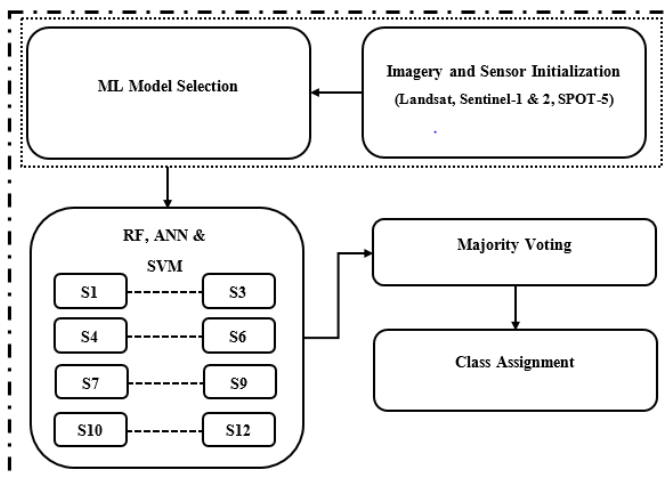 ML Model Selection
Imagery and Sensor Initialization
(Landsat, Sentinel-1 & 2, SPOT-5)
RF, ANN &
SVM
S1
S3
S4
S6
S7
S9
S10
S12
Majority Voting
Class Assignment